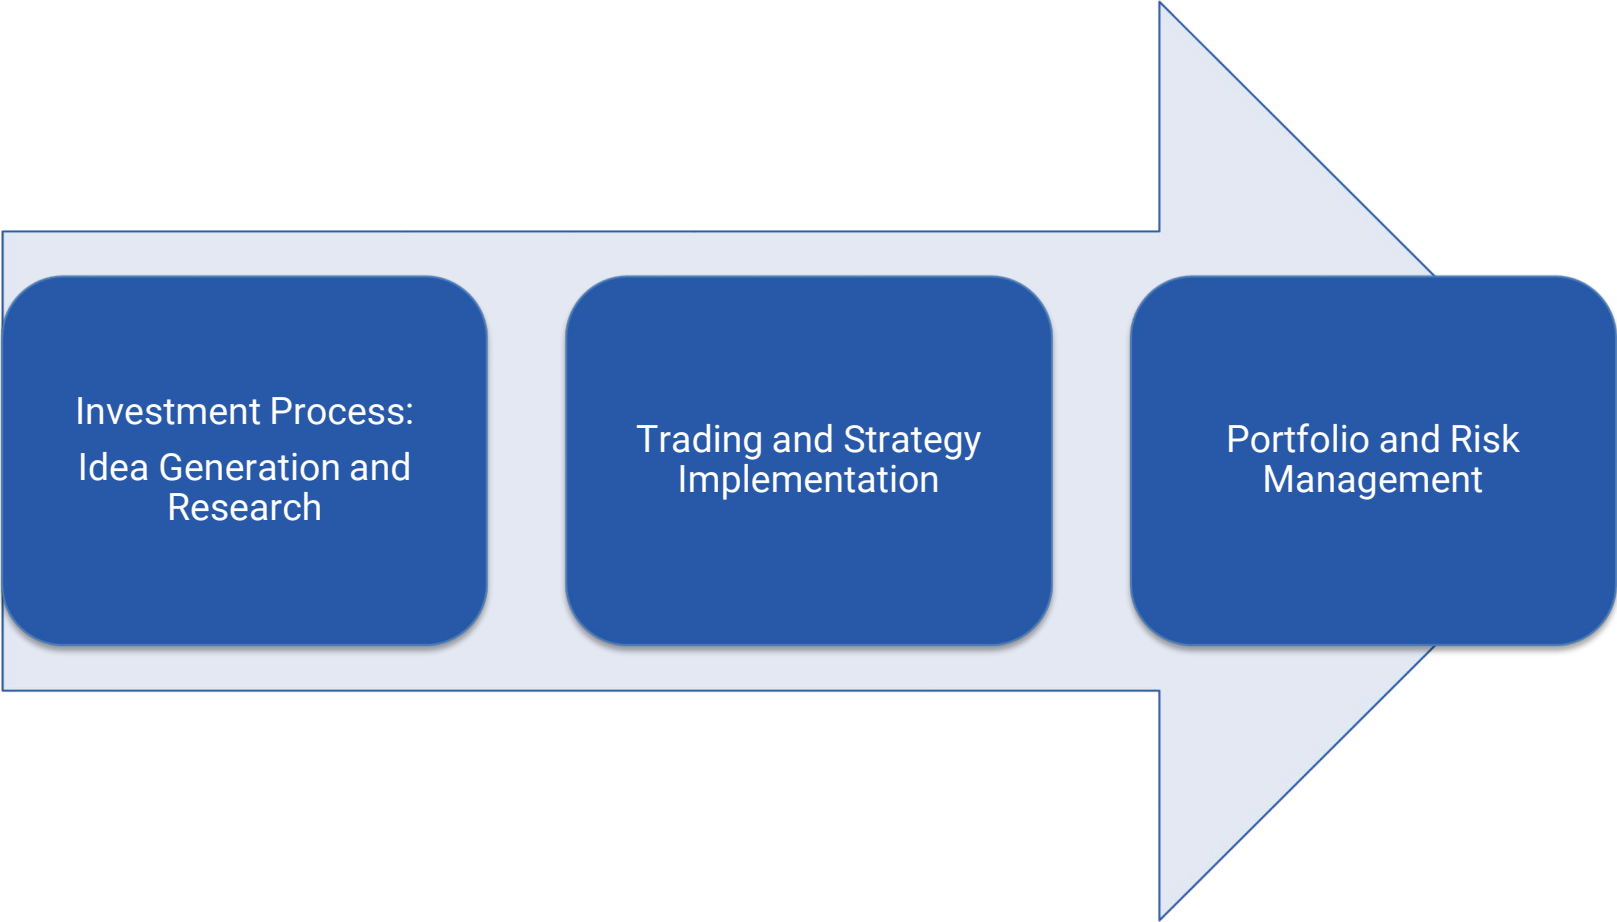 Investment Process:
Idea Generation and
Research
Trading and Strategy
Implementation
Portfolio and Risk
Management